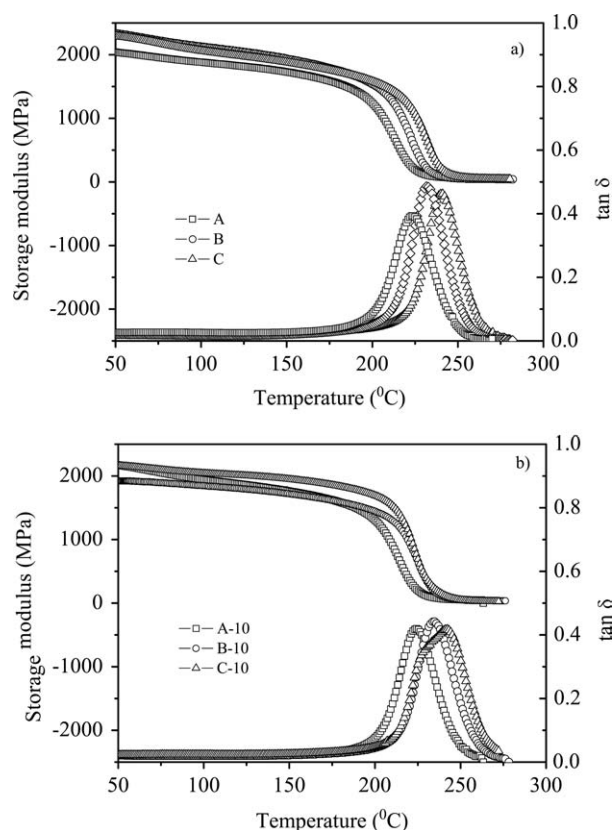 a)
2000
1000
0
-1000
-2000
Storage modulus (MPa)
1.0
0.8
0.6
0.4
0.2
0.0
tan δ
A
B
C
50 100 150 200 250 300
Temperature (⁰C)
b)
2000
1000
0
-1000
-2000
Storage modulus (MPa)
1.0
0.8
0.6
0.4
0.2
0.0
tan δ
A-10
B-10
C-10
50 100 150 200 250 300
Temperature (⁰C)